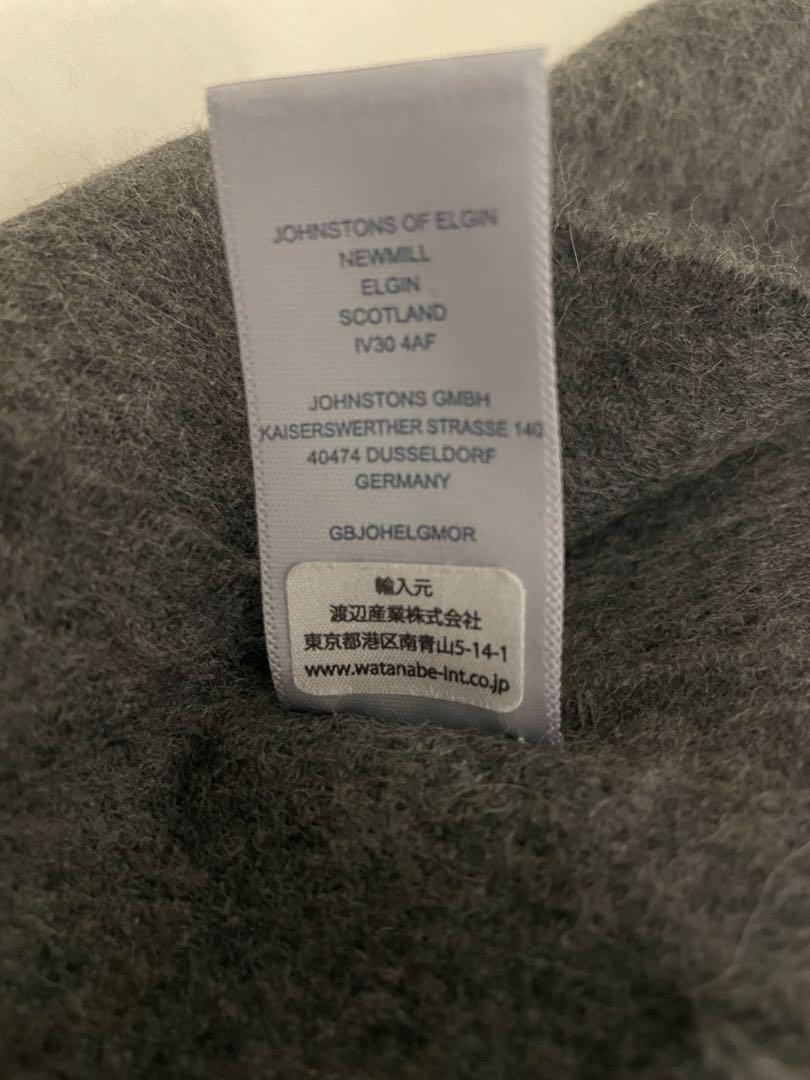 JOHNSTONS OF ELGIN
NEWMILL
ELGIN
SCOTLAND
IV30 4AF
JOHNSTONS GMBH
KAISERSWERTHER STRASSE 140
40474 DUSSELDORF
GERMANY
GBJOHELGMOR
輸入元
渡辺産業株式会社
東京都港区南青山5-14-1
www.watanabe-int.co.jp